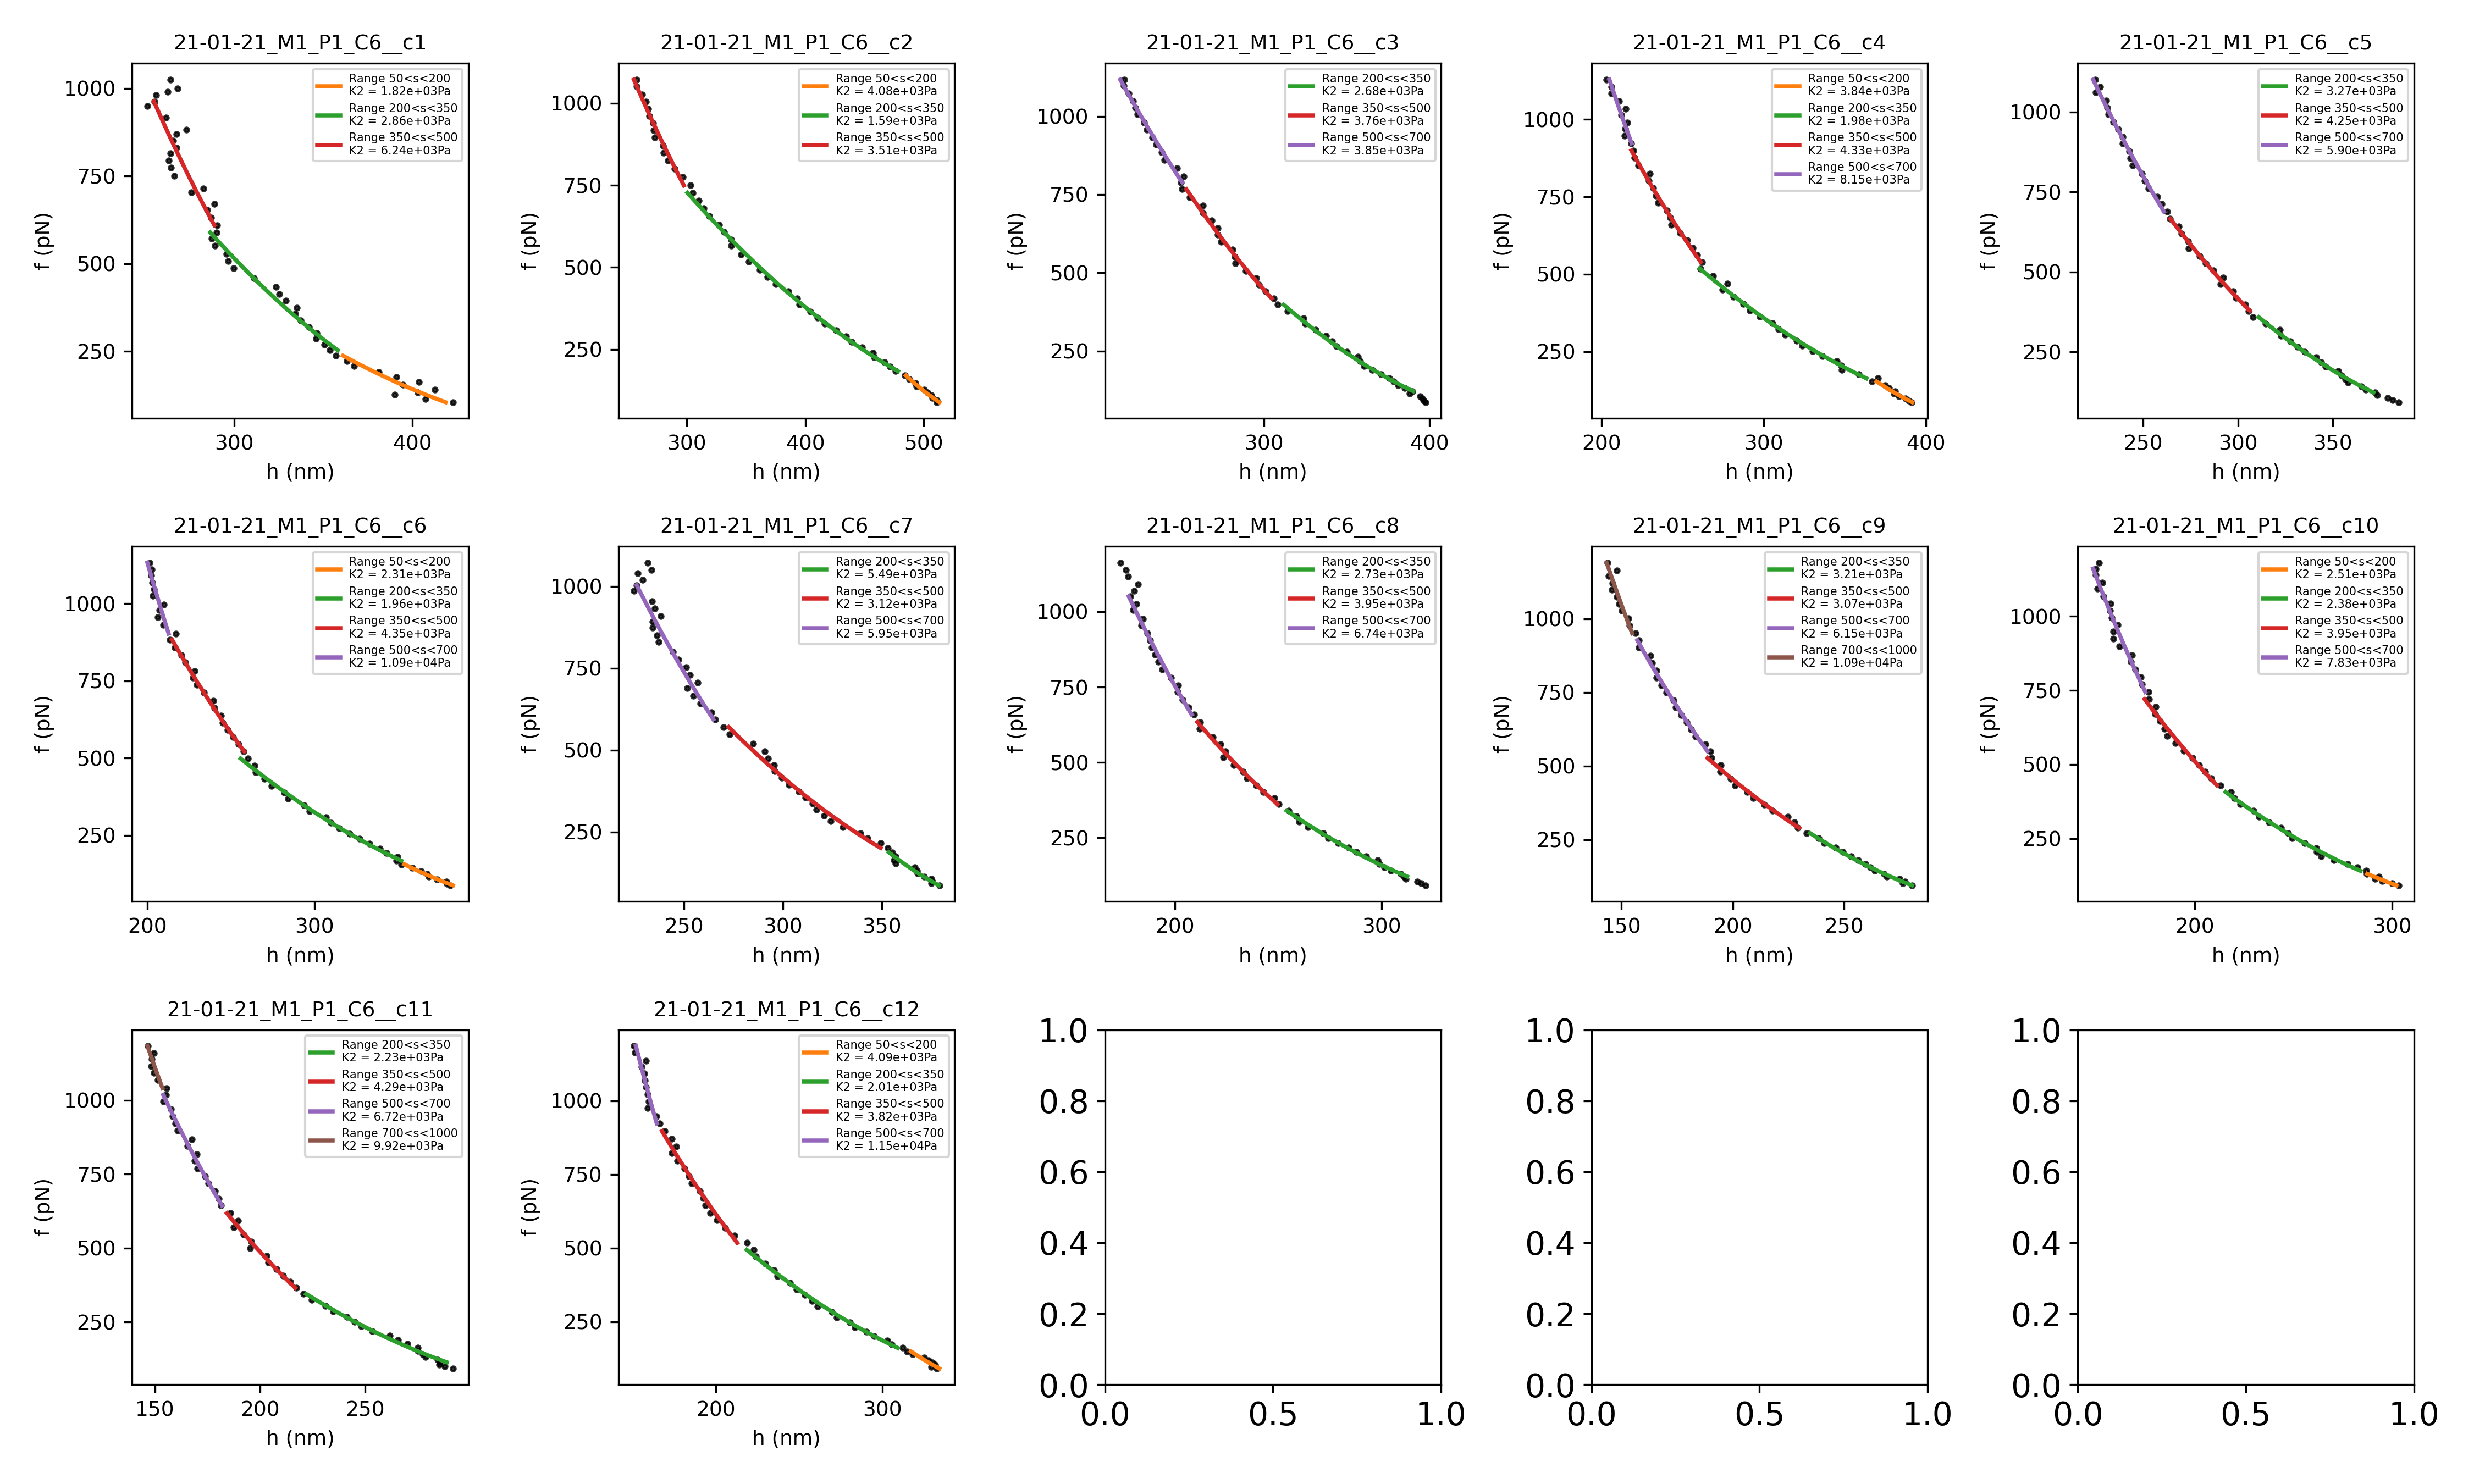 21-01-21_M1_P1_C6__c1
1000
750
500
250
f (pN)
300
400
h (nm)
Range 50<s<200
K2 = 1.82e+03Pa
Range 200<s<350
K2 = 2.86e+03Pa
Range 350<s<500
K2 = 6.24e+03Pa
21-01-21_M1_P1_C6__c2
1000
750
500
250
f (pN)
300
400
500
h (nm)
Range 50<s<200
K2 = 4.08e+03Pa
Range 200<s<350
K2 = 1.59e+03Pa
Range 350<s<500
K2 = 3.51e+03Pa
21-01-21_M1_P1_C6__c3
1000
750
500
250
f (pN)
300
400
h (nm)
Range 200<s<350
K2 = 2.68e+03Pa
Range 350<s<500
K2 = 3.76e+03Pa
Range 500<s<700
K2 = 3.85e+03Pa
21-01-21_M1_P1_C6__c4
1000
750
500
250
f (pN)
200
300
400
h (nm)
Range 50<s<200
K2 = 3.84e+03Pa
Range 200<s<350
K2 = 1.98e+03Pa
Range 350<s<500
K2 = 4.33e+03Pa
Range 500<s<700
K2 = 8.15e+03Pa
21-01-21_M1_P1_C6__c5
1000
750
500
250
f (pN)
250
300
350
h (nm)
Range 200<s<350
K2 = 3.27e+03Pa
Range 350<s<500
K2 = 4.25e+03Pa
Range 500<s<700
K2 = 5.90e+03Pa
21-01-21_M1_P1_C6__c6
1000
750
500
250
f (pN)
200
300
h (nm)
Range 50<s<200
K2 = 2.31e+03Pa
Range 200<s<350
K2 = 1.96e+03Pa
Range 350<s<500
K2 = 4.35e+03Pa
Range 500<s<700
K2 = 1.09e+04Pa
21-01-21_M1_P1_C6__c7
1000
750
500
250
f (pN)
250
300
350
h (nm)
Range 200<s<350
K2 = 5.49e+03Pa
Range 350<s<500
K2 = 3.12e+03Pa
Range 500<s<700
K2 = 5.95e+03Pa
21-01-21_M1_P1_C6__c8
1000
750
500
250
f (pN)
200
300
h (nm)
Range 200<s<350
K2 = 2.73e+03Pa
Range 350<s<500
K2 = 3.95e+03Pa
Range 500<s<700
K2 = 6.74e+03Pa
21-01-21_M1_P1_C6__c9
1000
750
500
250
f (pN)
150
200
250
h (nm)
Range 200<s<350
K2 = 3.21e+03Pa
Range 350<s<500
K2 = 3.07e+03Pa
Range 500<s<700
K2 = 6.15e+03Pa
Range 700<s<1000
K2 = 1.09e+04Pa
21-01-21_M1_P1_C6__c10
1000
750
500
250
f (pN)
200
300
h (nm)
Range 50<s<200
K2 = 2.51e+03Pa
Range 200<s<350
K2 = 2.38e+03Pa
Range 350<s<500
K2 = 3.95e+03Pa
Range 500<s<700
K2 = 7.83e+03Pa
21-01-21_M1_P1_C6__c11
1000
750
500
250
f (pN)
150
200
250
h (nm)
Range 200<s<350
K2 = 2.23e+03Pa
Range 350<s<500
K2 = 4.29e+03Pa
Range 500<s<700
K2 = 6.72e+03Pa
Range 700<s<1000
K2 = 9.92e+03Pa
21-01-21_M1_P1_C6__c12
1000
750
500
250
f (pN)
200
300
h (nm)
Range 50<s<200
K2 = 4.09e+03Pa
Range 200<s<350
K2 = 2.01e+03Pa
Range 350<s<500
K2 = 3.82e+03Pa
Range 500<s<700
K2 = 1.15e+04Pa
1.0
0.8
0.6
0.4
0.2
0.0
0.0
0.5
1.0
1.0
0.8
0.6
0.4
0.2
0.0
0.0
0.5
1.0
1.0
0.8
0.6
0.4
0.2
0.0
0.0
0.5
1.0